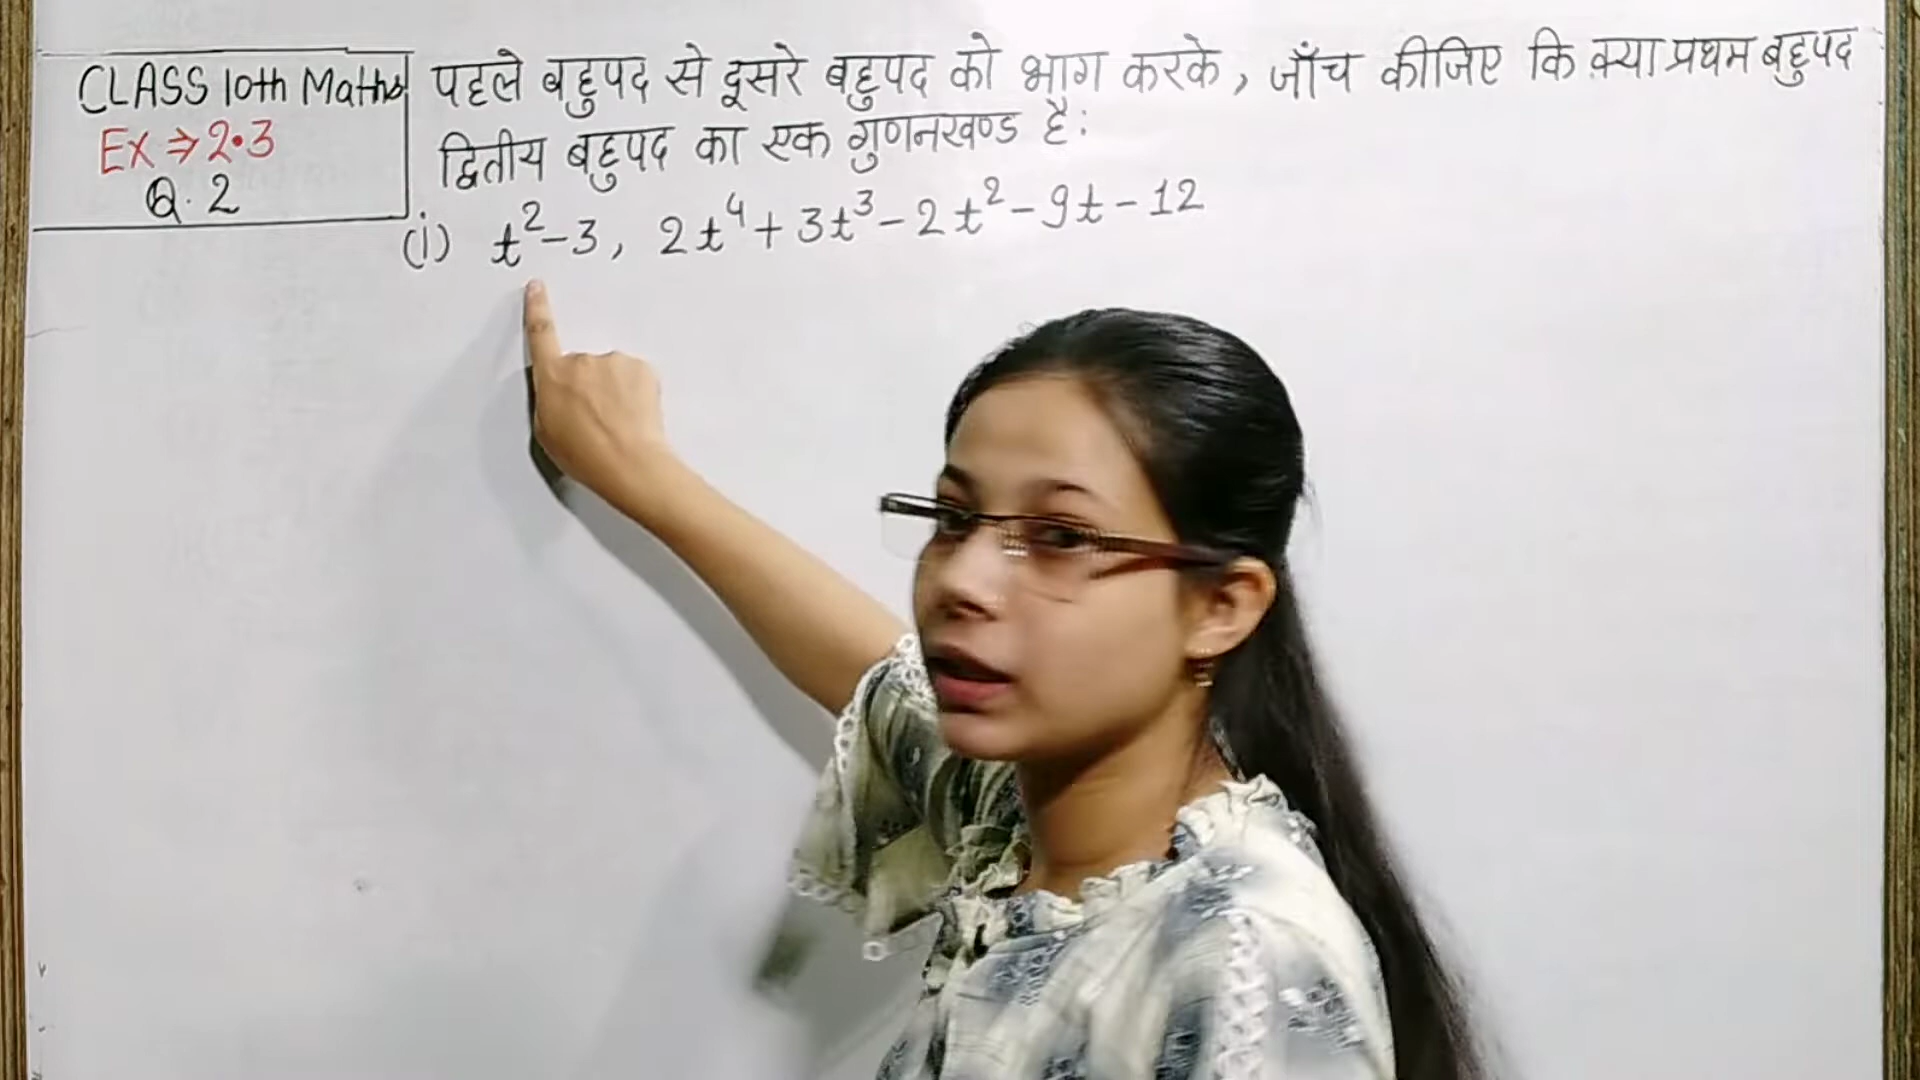 CLASS 10th Maths
Ex ⇒ 2.3
Q. 2
पहले बहुपद से दूसरे बहुपद को भाग करके, जाँच कीजिए कि क्या प्रथम बहुपद
द्वितीय बहुपद का एक गुणनखण्ड है:
(i) t² - 3, 2t⁴ + 3t³ - 2t² - 9t - 12